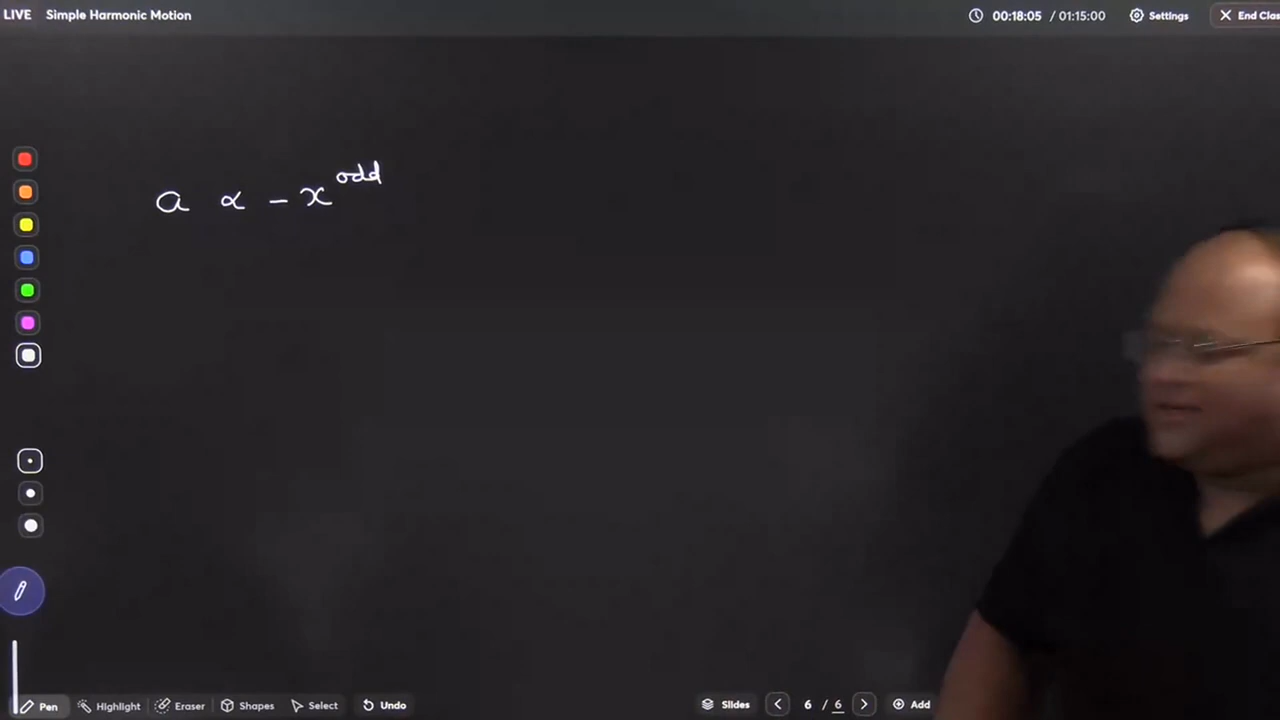 LIVE Simple Harmonic Motion 00:18:05 / 01:15:00 Settings End Clas
a ∝ - x^odd
Pen Highlight Eraser Shapes Select Undo Slides 6 / 6 Add